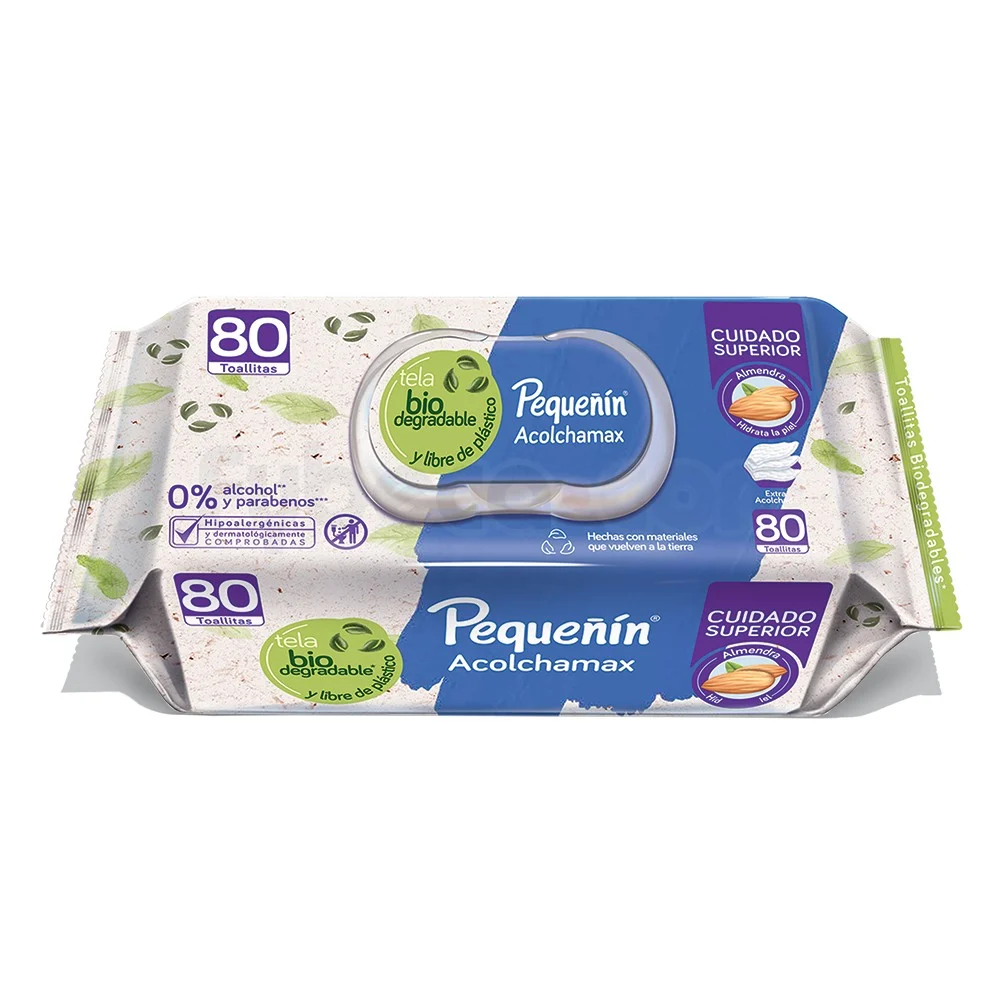 80
Toallitas
tela
bio
degradable*
y libre de plástico
Pequeñín®
Acolchamax
CUIDADO
SUPERIOR
Almendra
Hidrata la piel
Extra
0% alcohol**
y parabenos***
Hipoalergénicas
y dermatológicamente
COMPROBADAS
Hechas con materiales
que vuelven a la tierra
80
Toallitas
Toallitas Biodegradables*
80
Toallitas
tela
bio
degradable*
y libre de plástico
Pequeñín®
Acolchamax
CUIDADO
SUPERIOR
Almendra